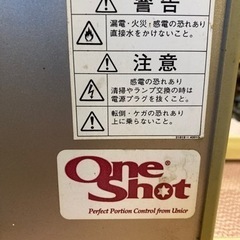 警告
漏電・火災・感電の恐れあり
直接水をかけないこと。
注意
感電の恐れあり
清掃やランプ交換の時は
電源プラグを抜くこと。
転倒・ケガの恐れあり
上に乗らないこと。
One
Shot
Perfect Portion Control from Unicr